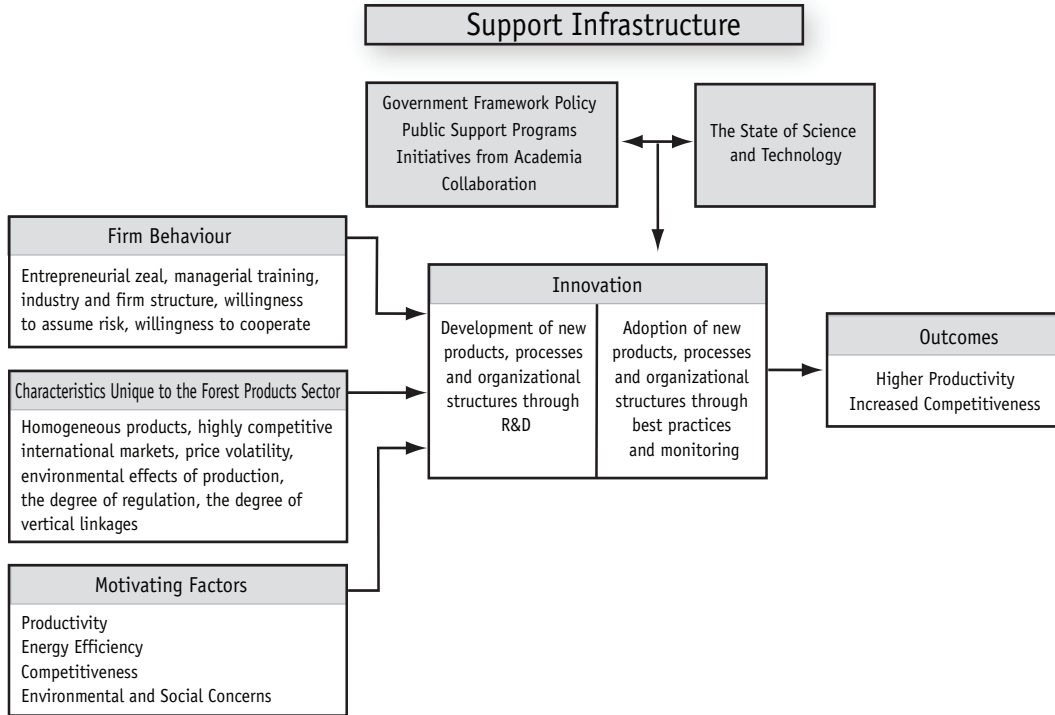 Support Infrastructure
Government Framework Policy
Public Support Programs
Initiatives from Academia
Collaboration
The State of Science
and Technology
Firm Behaviour
Entrepreneurial zeal, managerial training,
industry and firm structure, willingness
to assume risk, willingness to cooperate
Characteristics Unique to the Forest Products Sector
Homogeneous products, highly competitive
international markets, price volatility,
environmental effects of production,
the degree of regulation, the degree of
vertical linkages
Motivating Factors
Productivity
Energy Efficiency
Competitiveness
Environmental and Social Concerns
Innovation
Development of new
products, processes
and organizational
structures through
R&D
Adoption of new
products, processes
and organizational
structures through
best practices
and monitoring
Outcomes
Higher Productivity
Increased Competitiveness